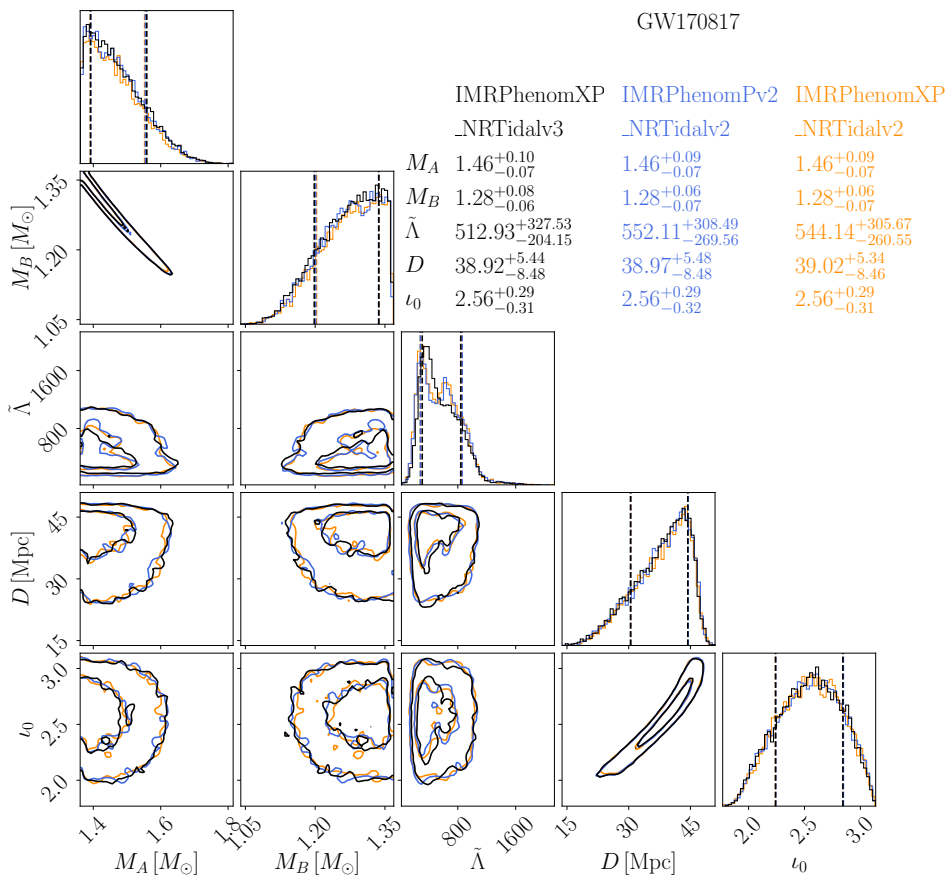 GW170817
IMRPhenomXP IMRPhenomPv2 IMRPhenomXP
_NRTidalv3 _NRTidalv2 _NRTidalv2
M_A 1.46^{+0.10}_{-0.07} 1.46^{+0.09}_{-0.07} 1.46^{+0.09}_{-0.07}
M_B 1.28^{+0.08}_{-0.06} 1.28^{+0.06}_{-0.07} 1.28^{+0.06}_{-0.07}
Λ̃ 512.93^{+327.53}_{-204.15} 552.11^{+308.49}_{-269.56} 544.14^{+305.67}_{-260.55}
D 38.92^{+5.44}_{-8.48} 38.97^{+5.48}_{-8.48} 39.02^{+5.34}_{-8.46}
ι_0 2.56^{+0.29}_{-0.31} 2.56^{+0.29}_{-0.32} 2.56^{+0.29}_{-0.31}
M_B [M_⊙]
1.35
1.20
1.05
Λ̃
1600
800
D [Mpc]
45
30
15
ι_0
3.0
2.5
2.0
1.4 1.6 1.8 1.05 1.20 1.35 800 1600 15 30 45 2.0 2.5 3.0
M_A [M_⊙] M_B [M_⊙] Λ̃ D [Mpc] ι_0